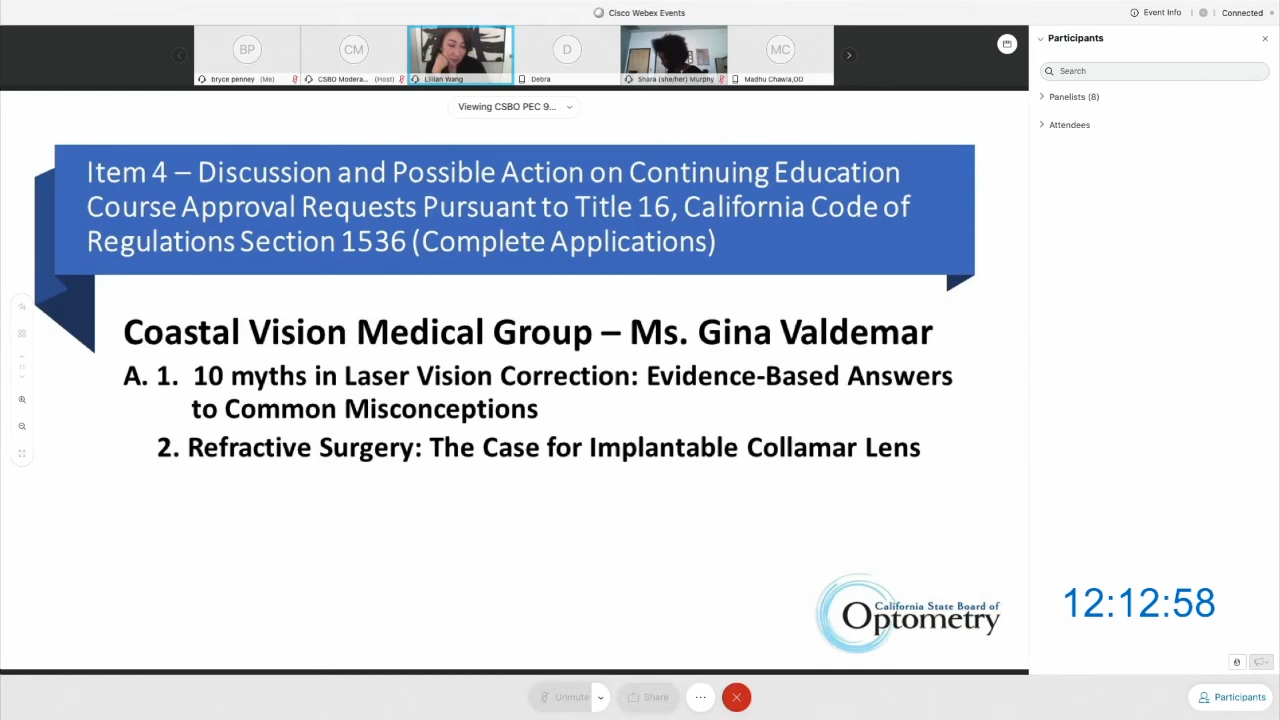 Cisco Webex Events
Event Info
Connected
BP
CM
D
MC
bryce penney (Me)
CSBO Modera... (Host)
Lilian Wang
Debra
Shara (she/her) Murphy
Madhu Chawla,OD
Viewing CSBO PEC 9...
Item 4 – Discussion and Possible Action on Continuing Education
Course Approval Requests Pursuant to Title 16, California Code of
Regulations Section 1536 (Complete Applications)
Coastal Vision Medical Group – Ms. Gina Valdemar
A. 1. 10 myths in Laser Vision Correction: Evidence-Based Answers
to Common Misconceptions
2. Refractive Surgery: The Case for Implantable Collamar Lens
California State Board of
Optometry
Participants
Search
Panelists (8)
Attendees
12:12:58
Unmute
Share
Participants